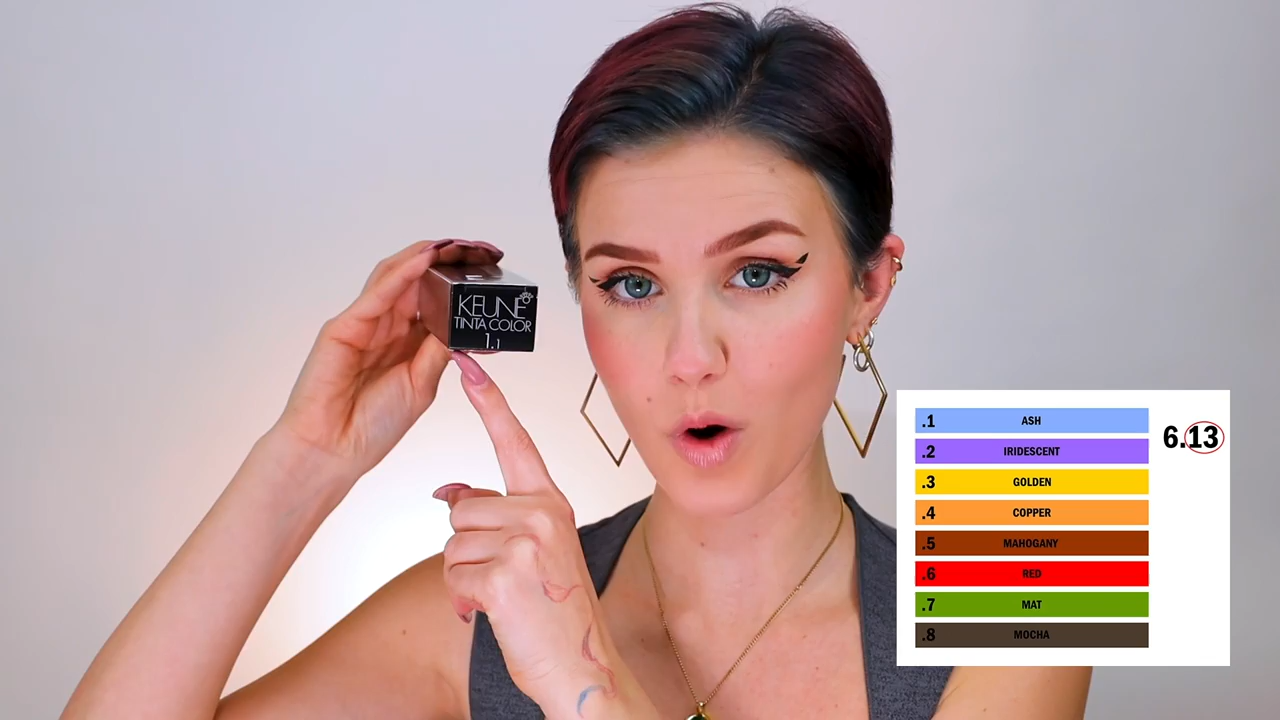 KEUNE
TINTA COLOR
1.1
.1 ASH
.2 IRIDESCENT
.3 GOLDEN
.4 COPPER
.5 MAHOGANY
.6 RED
.7 MAT
.8 MOCHA
6.13